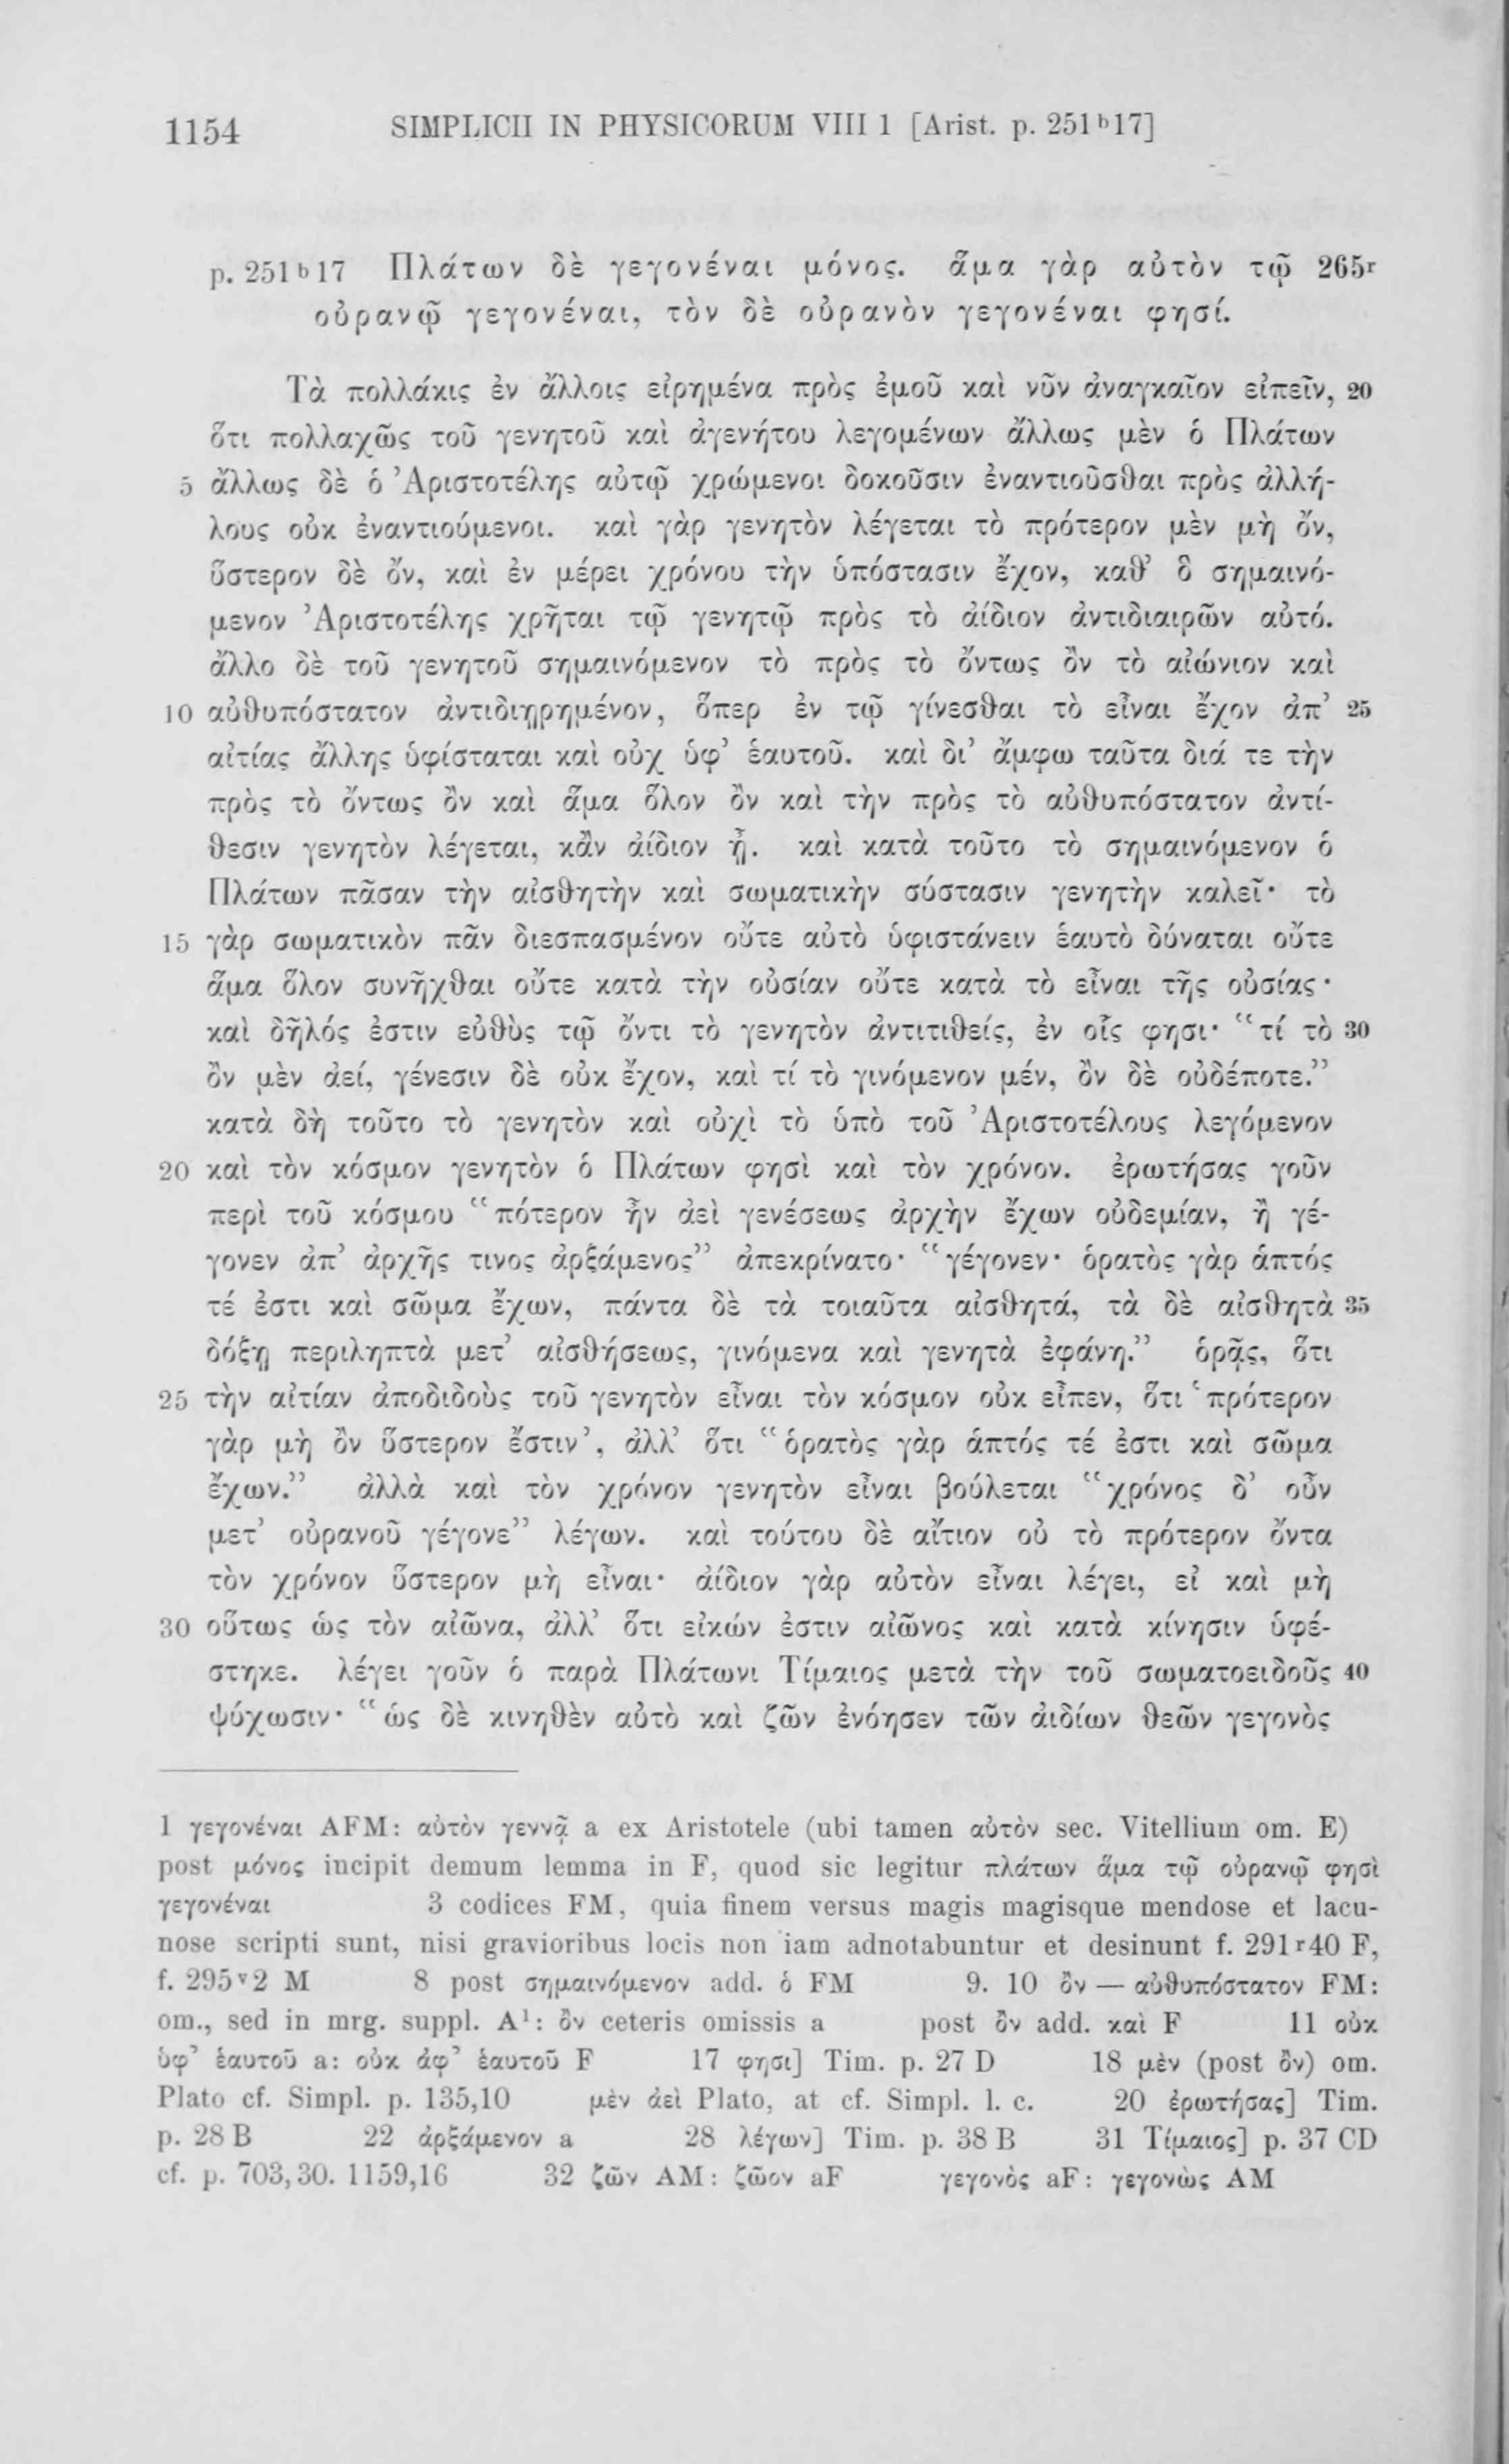 1154 SIMPLICII IN PHYSICORUM VIII 1 [Arist. p. 251ᵇ17]
p. 251ᵇ17 Πλάτων δὲ γεγονέναι μόνος. ἅμα γὰρ αὐτὸν τῷ 265ʳ
οὐρανῷ γεγονέναι, τὸν δὲ οὐρανὸν γεγονέναι φησί.
Τὰ πολλάκις ἐν ἄλλοις εἰρημένα πρὸς ἐμοῦ καὶ νῦν ἀναγκαῖον εἰπεῖν, 20
ὅτι πολλαχῶς τοῦ γενητοῦ καὶ ἀγενήτου λεγομένων ἄλλως μὲν ὁ Πλάτων
5 ἄλλως δὲ ὁ Ἀριστοτέλης αὐτῷ χρώμενοι δοκοῦσιν ἐναντιοῦσθαι πρὸς ἀλλή-
λους οὐκ ἐναντιούμενοι. καὶ γὰρ γενητὸν λέγεται τὸ πρότερον μὲν μὴ ὄν,
ὕστερον δὲ ὄν, καὶ ἐν μέρει χρόνου τὴν ὑπόστασιν ἔχον, καθ’ ὃ σημαινό-
μενον Ἀριστοτέλης χρῆται τῷ γενητῷ πρὸς τὸ ἀίδιον ἀντιδιαιρῶν αὐτό.
ἄλλο δὲ τοῦ γενητοῦ σημαινόμενον τὸ πρὸς τὸ ὄντως ὂν τὸ αἰώνιον καὶ
10 αὐθυπόστατον ἀντιδιῃρημένον, ὅπερ ἐν τῷ γίνεσθαι τὸ εἶναι ἔχον ἀπ’ 25
αἰτίας ἄλλης ὑφίσταται καὶ οὐχ ὑφ’ ἑαυτοῦ. καὶ δι’ ἄμφω ταῦτα διά τε τὴν
πρὸς τὸ ὄντως ὂν καὶ ἅμα ὅλον ὂν καὶ τὴν πρὸς τὸ αὐθυπόστατον ἀντί-
θεσιν γενητὸν λέγεται, κἂν ἀίδιον ᾖ. καὶ κατὰ τοῦτο τὸ σημαινόμενον ὁ
Πλάτων πᾶσαν τὴν αἰσθητὴν καὶ σωματικὴν σύστασιν γενητὴν καλεῖ· τὸ
15 γὰρ σωματικὸν πᾶν διεσπασμένον οὔτε αὐτὸ ὑφιστάνειν ἑαυτὸ δύναται οὔτε
ἅμα ὅλον συνῆχθαι οὔτε κατὰ τὴν οὐσίαν οὔτε κατὰ τὸ εἶναι τῆς οὐσίας·
καὶ δῆλός ἐστιν εὐθὺς τῷ ὄντι τὸ γενητὸν ἀντιτιθείς, ἐν οἷς φησι· “τί τὸ 30
ὂν μὲν ἀεί, γένεσιν δὲ οὐκ ἔχον, καὶ τί τὸ γινόμενον μέν, ὂν δὲ οὐδέποτε.”
κατὰ δὴ τοῦτο τὸ γενητὸν καὶ οὐχὶ τὸ ὑπὸ τοῦ Ἀριστοτέλους λεγόμενον
20 καὶ τὸν κόσμον γενητὸν ὁ Πλάτων φησὶ καὶ τὸν χρόνον. ἐρωτήσας γοῦν
περὶ τοῦ κόσμου “πότερον ἦν ἀεὶ γενέσεως ἀρχὴν ἔχων οὐδεμίαν, ἢ γέ-
γονεν ἀπ’ ἀρχῆς τινος ἀρξάμενος” ἀπεκρίνατο· “γέγονεν· ὁρατὸς γὰρ ἁπτός
τέ ἐστι καὶ σῶμα ἔχων, πάντα δὲ τὰ τοιαῦτα αἰσθητά, τὰ δὲ αἰσθητὰ 35
δόξῃ περιληπτὰ μετ’ αἰσθήσεως, γινόμενα καὶ γενητὰ ἐφάνη.” ὁρᾷς, ὅτι
25 τὴν αἰτίαν ἀποδιδοὺς τοῦ γενητὸν εἶναι τὸν κόσμον οὐκ εἶπεν, ὅτι ‘πρότερον
γὰρ μὴ ὂν ὕστερον ἔστιν’, ἀλλ’ ὅτι “ὁρατὸς γὰρ ἁπτός τέ ἐστι καὶ σῶμα
ἔχων.” ἀλλὰ καὶ τὸν χρόνον γενητὸν εἶναι βούλεται “χρόνος δ’ οὖν
μετ’ οὐρανοῦ γέγονε” λέγων. καὶ τούτου δὲ αἴτιον οὐ τὸ πρότερον ὄντα
τὸν χρόνον ὕστερον μὴ εἶναι· ἀίδιον γὰρ αὐτὸν εἶναι λέγει, εἰ καὶ μὴ
30 οὕτως ὡς τὸν αἰῶνα, ἀλλ’ ὅτι εἰκών ἐστιν αἰῶνος καὶ κατὰ κίνησιν ὑφέ-
στηκε. λέγει γοῦν ὁ παρὰ Πλάτωνι Τίμαιος μετὰ τὴν τοῦ σωματοειδοῦς 40
ψύχωσιν· “ὡς δὲ κινηθὲν αὐτὸ καὶ ζῶν ἐνόησεν τῶν ἀιδίων θεῶν γεγονὸς
1 γεγονέναι AFM: αὐτὸν γεννᾷ a ex Aristotele (ubi tamen αὐτὸν sec. Vitellium om. E)
post μόνος incipit demum lemma in F, quod sic legitur πλάτων ἅμα τῷ οὐρανῷ φησὶ
γεγονέναι 3 codices FM, quia finem versus magis magisque mendose et lacu-
nose scripti sunt, nisi gravioribus locis non iam adnotabuntur et desinunt f. 291ʳ40 F,
f. 295ᵛ2 M 8 post σημαινόμενον add. ὁ FM 9. 10 ὂν — αὐθυπόστατον FM:
om., sed in mrg. suppl. A¹: ὂν ceteris omissis a post ὂν add. καὶ F 11 οὐκ
ὑφ’ ἑαυτοῦ a: οὐκ ἀφ’ ἑαυτοῦ F 17 φησι] Tim. p. 27 D 18 μὲν (post ὂν) om.
Plato cf. Simpl. p. 135,10 μὲν ἀεὶ Plato, at cf. Simpl. l. c. 20 ἐρωτήσας] Tim.
p. 28 B 22 ἀρξάμενον a 28 λέγων] Tim. p. 38 B 31 Τίμαιος] p. 37 CD
cf. p. 703,30. 1159,16 32 ζῶν AM: ζῶον aF γεγονὸς aF: γεγονὼς AM